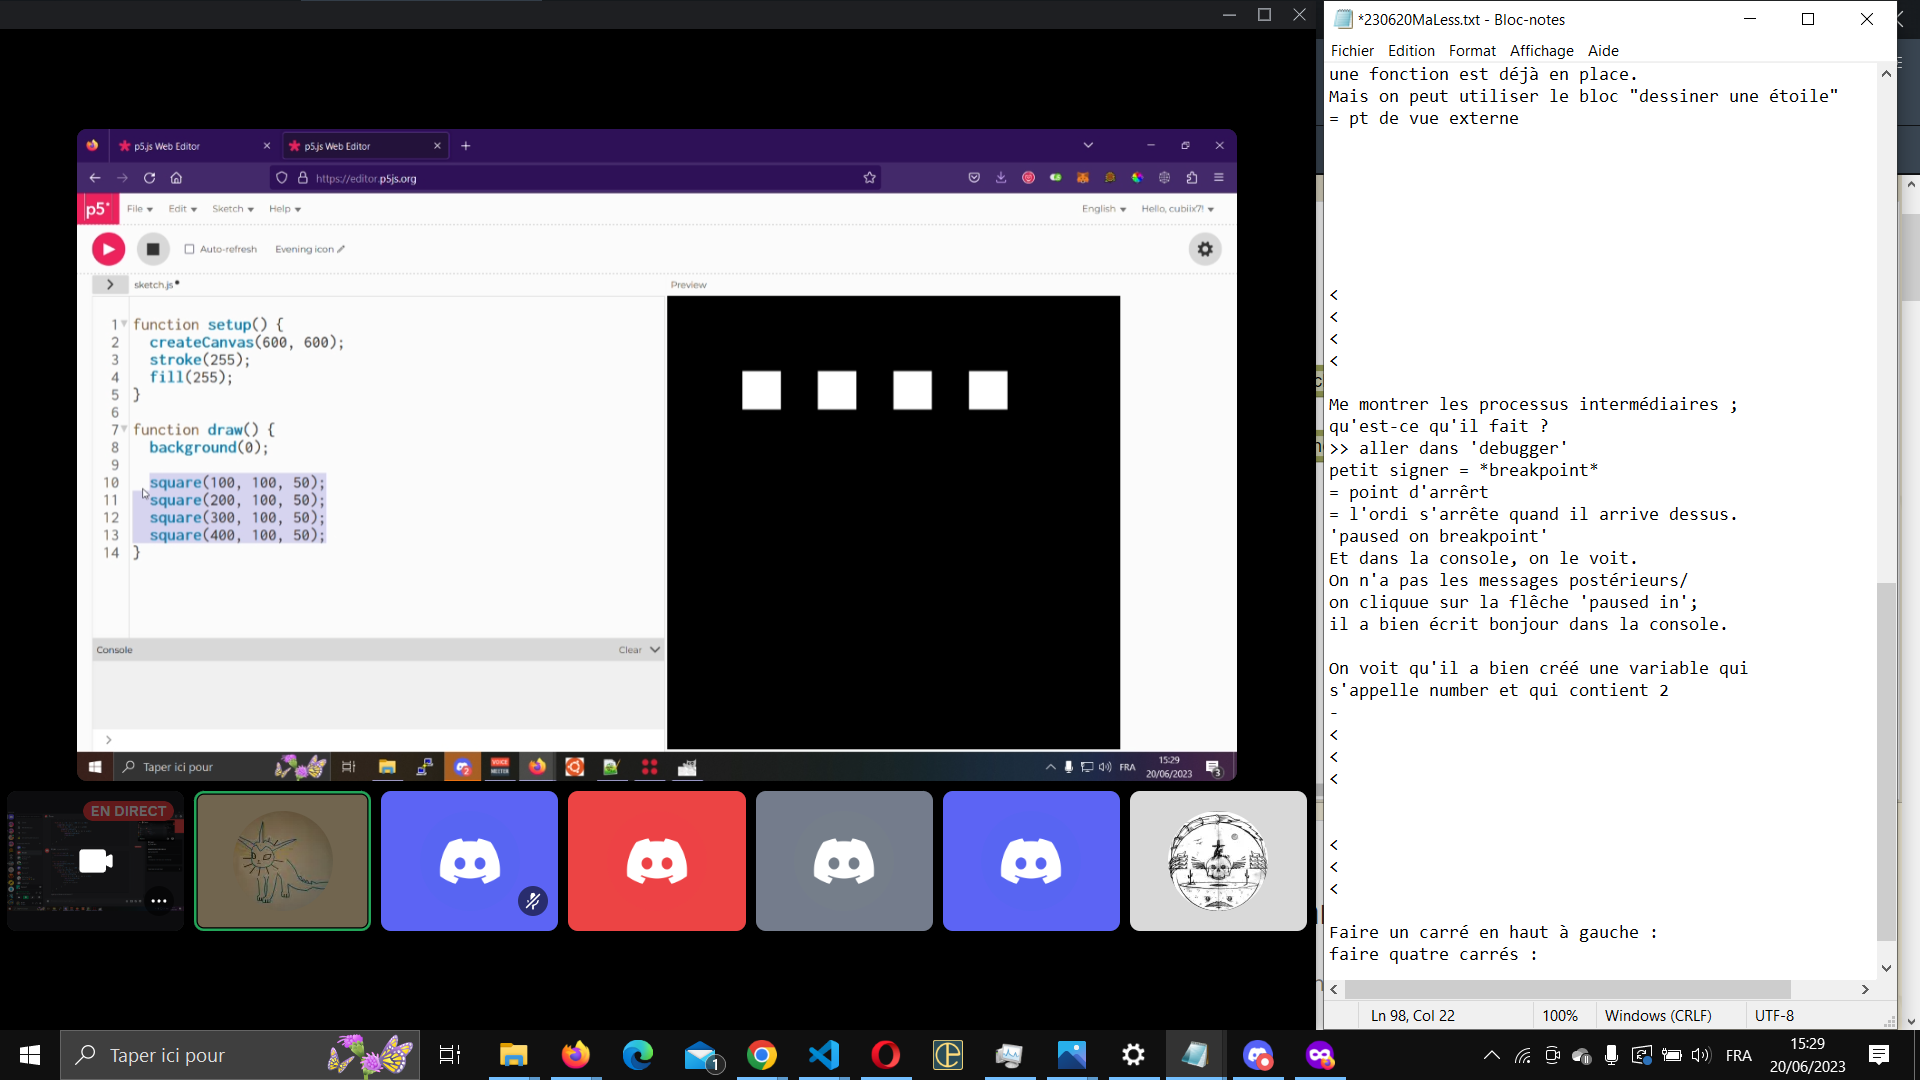 p5.js Web Editor
p5.js Web Editor
https://editor.p5js.org
p5*
File
Edit
Sketch
Help
English
Hello, cubiix7!
Auto-refresh
Evening icon
sketch.js
Preview
1 function setup() {
2 createCanvas(600, 600);
3 stroke(255);
4 fill(255);
5 }
6
7 function draw() {
8 background(0);
9
10 square(100, 100, 50);
11 square(200, 100, 50);
12 square(300, 100, 50);
13 square(400, 100, 50);
14 }
Console
Clear
>
Taper ici pour
FRA
15:29
20/06/2023
3
EN DIRECT
*230620MaLess.txt - Bloc-notes
Fichier Edition Format Affichage Aide
une fonction est déjà en place.
Mais on peut utiliser le bloc "dessiner une étoile"
= pt de vue externe
<
<
<
<
Me montrer les processus intermédiaires ;
qu'est-ce qu'il fait ?
>> aller dans 'debugger'
petit signer = *breakpoint*
= point d'arrêrt
= l'ordi s'arrête quand il arrive dessus.
'paused on breakpoint'
Et dans la console, on le voit.
On n'a pas les messages postérieurs/
on cliquue sur la flêche 'paused in';
il a bien écrit bonjour dans la console.
On voit qu'il a bien créé une variable qui
s'appelle number et qui contient 2
-
<
<
<
<
<
<
Faire un carré en haut à gauche :
faire quatre carrés :
Ln 98, Col 22
100%
Windows (CRLF)
UTF-8
Taper ici pour
1
FRA
15:29
20/06/2023